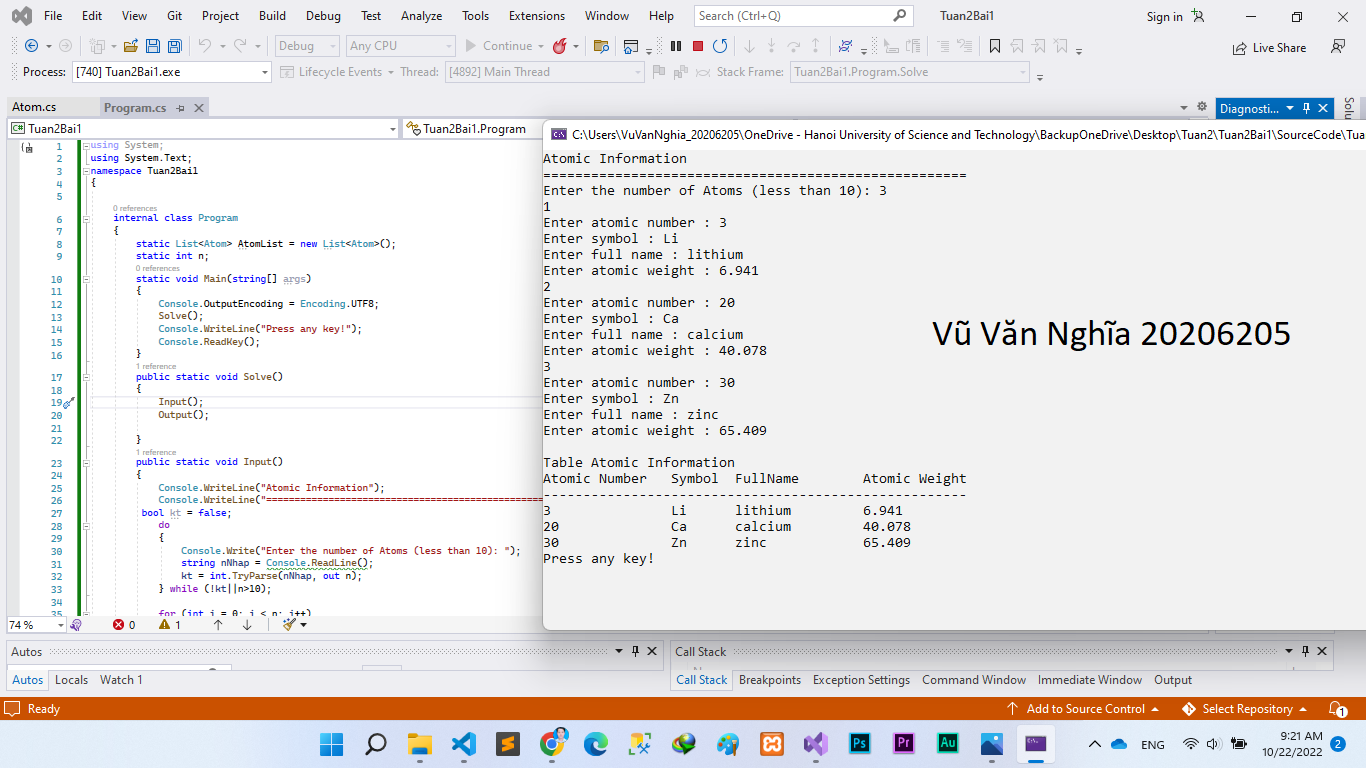 File Edit View Git Project Build Debug Test Analyze Tools Extensions Window Help Search (Ctrl+Q) Tuan2Bai1 Sign in
Debug Any CPU Continue Live Share
Process: [740] Tuan2Bai1.exe Lifecycle Events Thread: [4892] Main Thread Stack Frame: Tuan2Bai1.Program.Solve
Atom.cs Program.cs Diagnosti...
Tuan2Bai1 Tuan2Bai1.Program
1 using System;
2 using System.Text;
3 namespace Tuan2Bai1
4 {
5
0 references
6 internal class Program
7 {
8 static List<Atom> AtomList = new List<Atom>();
9 static int n;
0 references
10 static void Main(string[] args)
11 {
12 Console.OutputEncoding = Encoding.UTF8;
13 Solve();
14 Console.WriteLine("Press any key!");
15 Console.ReadKey();
16 }
1 reference
17 public static void Solve()
18 {
19 Input();
20 Output();
21
22 }
1 reference
23 public static void Input()
24 {
25 Console.WriteLine("Atomic Information");
26 Console.WriteLine("==================================================
27 bool kt = false;
28 do
29 {
30 Console.Write("Enter the number of Atoms (less than 10): ");
31 string nNhap = Console.ReadLine();
32 kt = int.TryParse(nNhap, out n);
33 } while (!kt||n>10);
34
35 for (int i = 0; i < n; i++)
C:\Users\VuVanNghia_20206205\OneDrive - Hanoi University of Science and Technology\BackupOneDrive\Desktop\Tuan2\Tuan2Bai1\SourceCode\Tua
Atomic Information
=====================================================
Enter the number of Atoms (less than 10): 3
1
Enter atomic number : 3
Enter symbol : Li
Enter full name : lithium
Enter atomic weight : 6.941
2
Enter atomic number : 20
Enter symbol : Ca
Enter full name : calcium
Enter atomic weight : 40.078
3
Enter atomic number : 30
Enter symbol : Zn
Enter full name : zinc
Enter atomic weight : 65.409
Table Atomic Information
Atomic Number Symbol FullName Atomic Weight
-----------------------------------------------------
3 Li lithium 6.941
20 Ca calcium 40.078
30 Zn zinc 65.409
Press any key!
Vũ Văn Nghĩa 20206205
74 % 0 1
Autos Call Stack
Autos Locals Watch 1 Call Stack Breakpoints Exception Settings Command Window Immediate Window Output
Ready Add to Source Control Select Repository 1
Ps Pr Au ENG 9:21 AM 2
10/22/2022